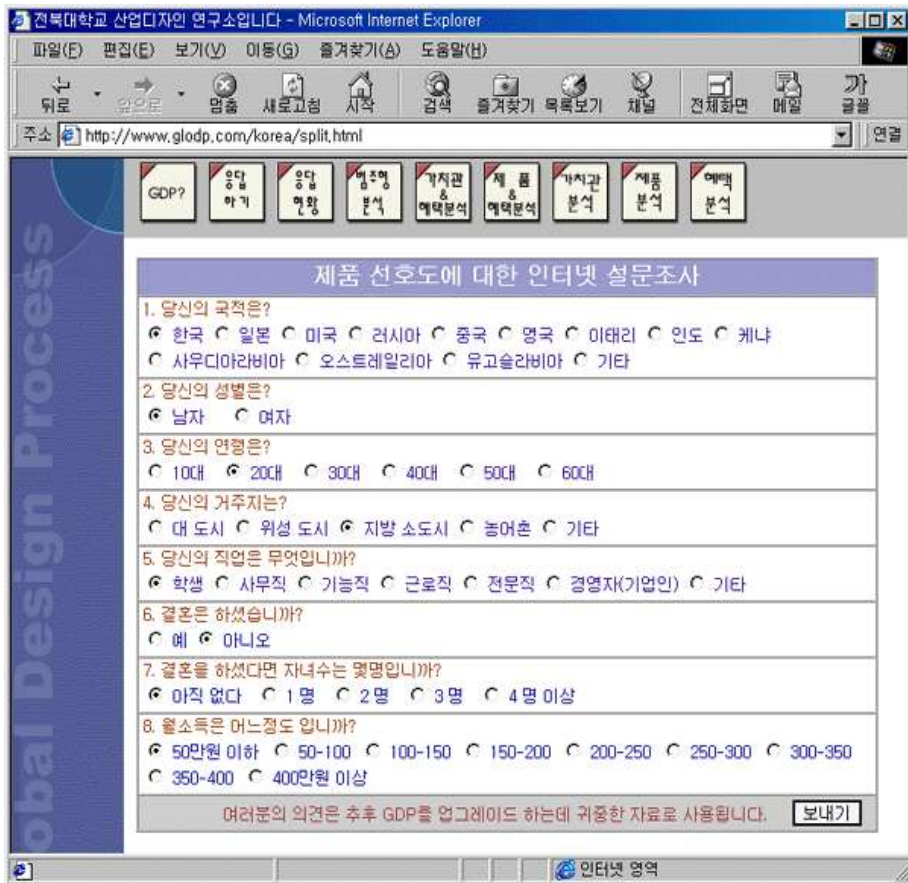 전북대학교 산업디자인 연구소입니다 - Microsoft Internet Explorer
파일(F) 편집(E) 보기(V) 이동(G) 즐겨찾기(A) 도움말(H)
뒤로 앞으로 멈춤 새로고침 시작 검색 즐겨찾기 목록보기 채널 전체화면 메일 글꼴
가
주소 http://www.glodp.com/korea/split.html 연결
GDP? 응답하기 응답현황 범주형분석 가치관&혜택분석 제품&혜택분석 가치관분석 제품분석 혜택분석
obal Design Process
제품 선호도에 대한 인터넷 설문조사
1. 당신의 국적은?
한국 일본 미국 러시아 중국 영국 이태리 인도 케냐
사우디아라비아 오스트레일리아 유고슬라비아 기타
2. 당신의 성별은?
남자 여자
3. 당신의 연령은?
10대 20대 30대 40대 50대 60대
4. 당신의 거주지는?
대 도시 위성 도시 지방 소도시 농어촌 기타
5. 당신의 직업은 무엇입니까?
학생 사무직 기능직 근로직 전문직 경영자(기업인) 기타
6. 결혼은 하셨습니까?
예 아니오
7. 결혼을 하셨다면 자녀수는 몇명입니까?
아직 없다 1 명 2 명 3 명 4 명 이상
8. 월소득은 어느정도 입니까?
50만원 이하 50-100 100-150 150-200 200-250 250-300 300-350
350-400 400만원 이상
여러분의 의견은 추후 GDP를 업그레이드 하는데 귀중한 자료로 사용됩니다. 보내기
인터넷 영역